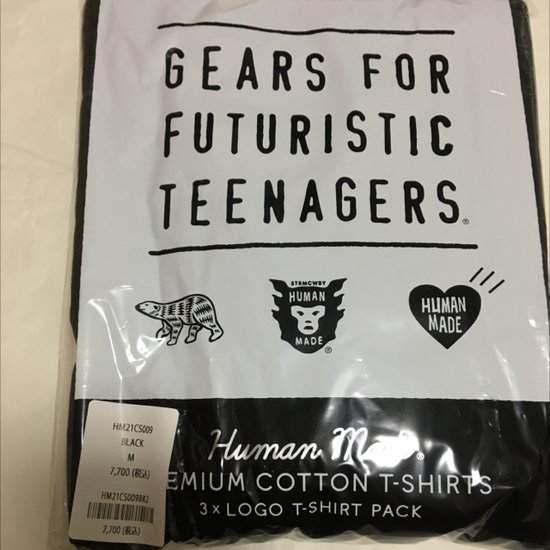 GEARS FOR
FUTURISTIC
TEENAGERS®
STRMCWBY
HUMAN
MADE
®
HUMAN
MADE
HM21CS009
BLACK
M
7,700 (税込)
HM21CS009BK2
7,700 (税込)
Human Made®
EMIUM COTTON T-SHIRTS
3 x LOGO T-SHIRT PACK